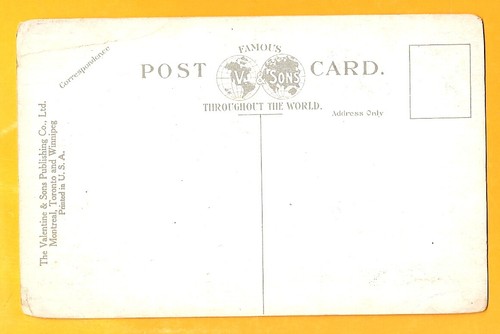 FAMOUS
POST CARD.
V. & SONS
THROUGHOUT THE WORLD.
Correspondence
Address Only
The Valentine & Sons Publishing Co., Ltd.
Montreal, Toronto and Winnipeg
Printed in U. S. A.